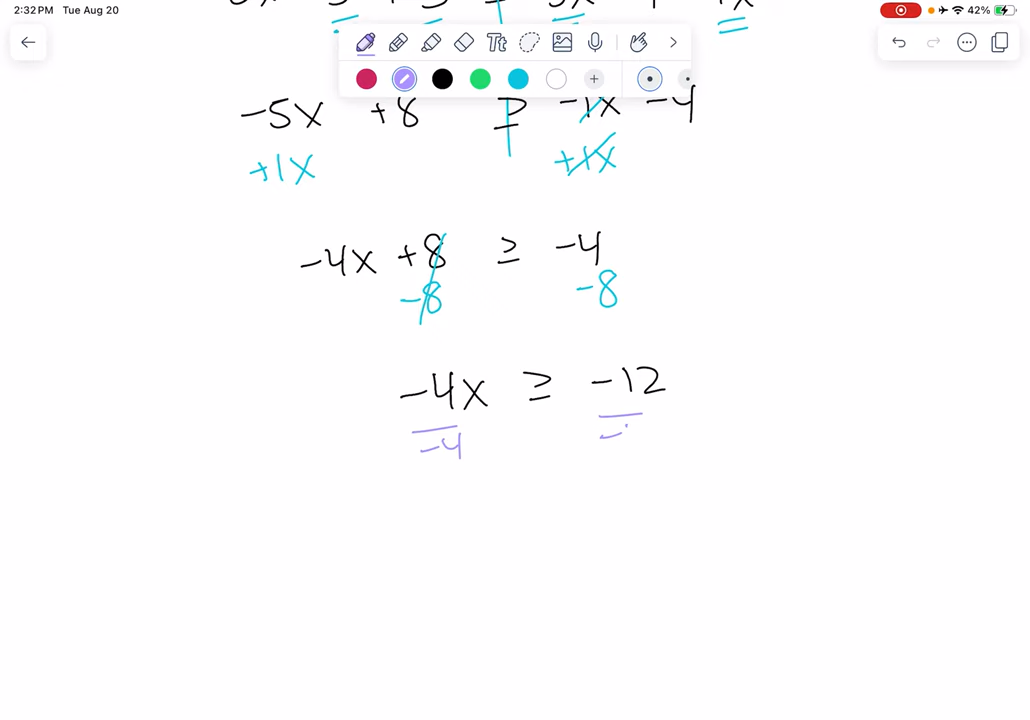 2:32 PM Tue Aug 20 42%
Tt
-5x +8 ≥ -1x -4
+1x +1x
-4x +8 ≥ -4
-8 -8
-4x ≥ -12
-4